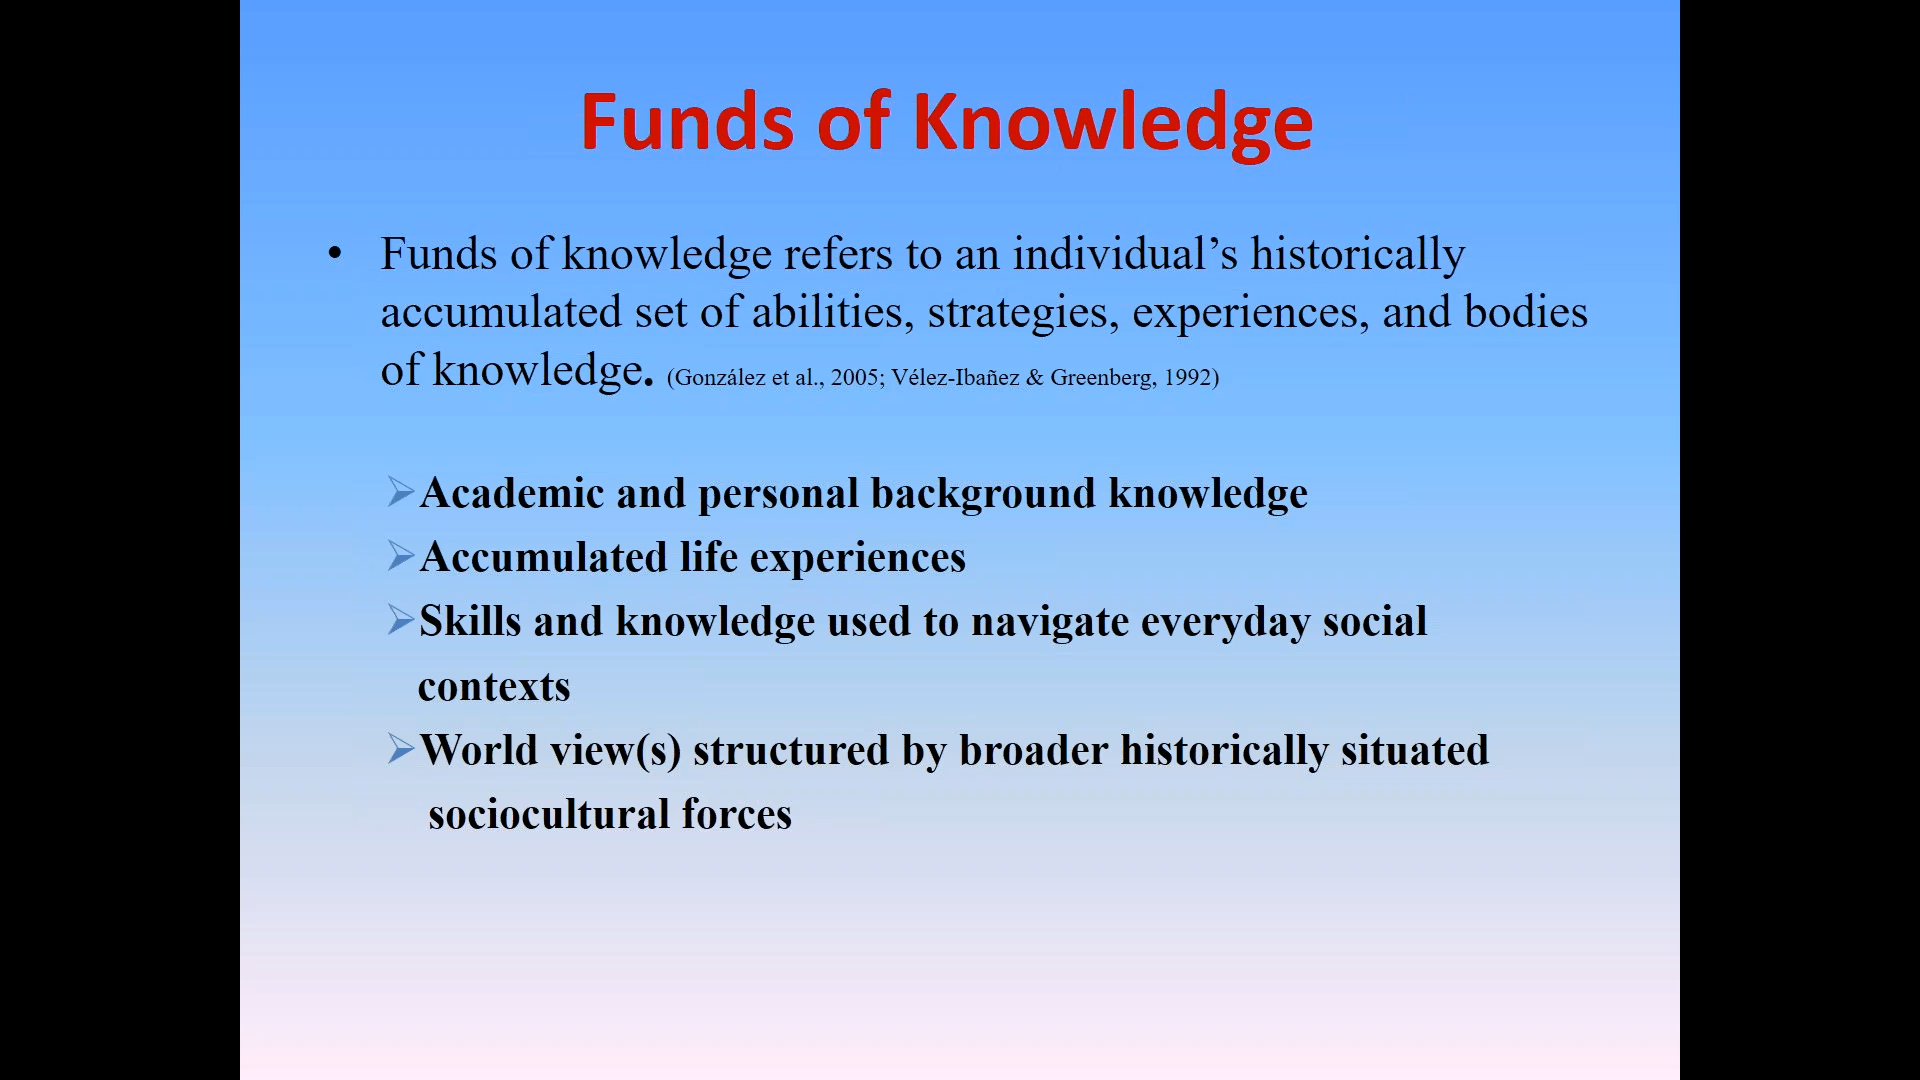 Funds of Knowledge
• Funds of knowledge refers to an individual’s historically
accumulated set of abilities, strategies, experiences, and bodies
of knowledge. (González et al., 2005; Vélez-Ibañez & Greenberg, 1992)
➢Academic and personal background knowledge
➢Accumulated life experiences
➢Skills and knowledge used to navigate everyday social
contexts
➢World view(s) structured by broader historically situated
sociocultural forces